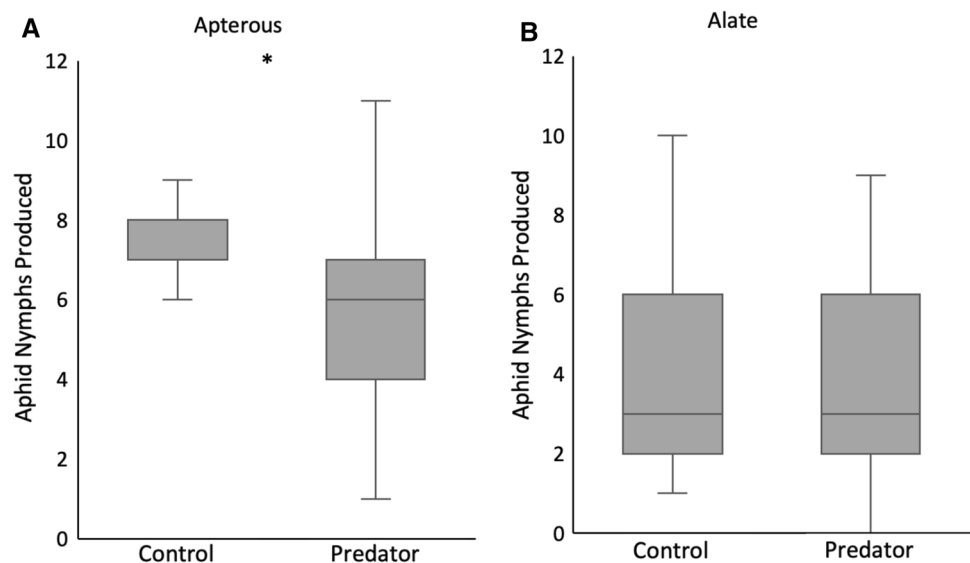 A
Apterous
*
12
10
8
6
4
2
0
Aphid Nymphs Produced
Control
Predator
B
Alate
12
10
8
6
4
2
0
Aphid Nymphs Produced
Control
Predator